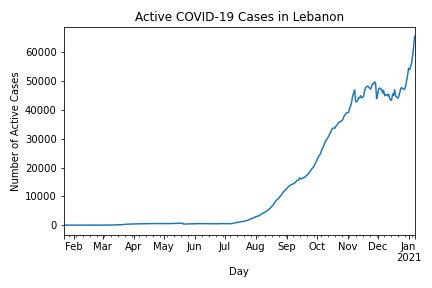 Active COVID-19 Cases in Lebanon
Number of Active Cases
60000
50000
40000
30000
20000
10000
0
Feb Mar Apr May Jun Jul Aug Sep Oct Nov Dec Jan
2021
Day